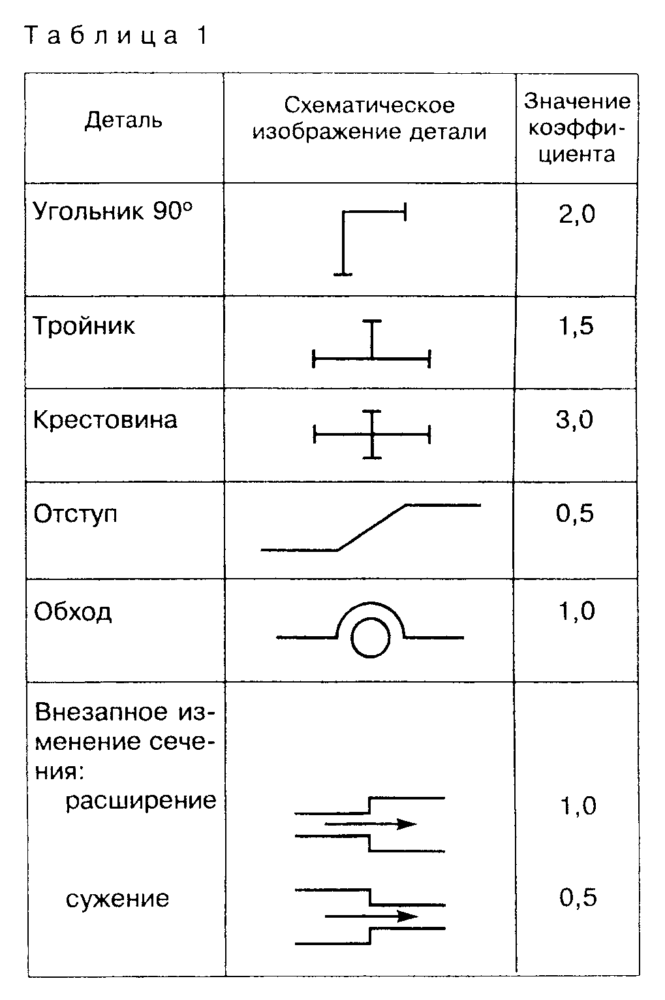 Таблица 1
Деталь
Схематическое
изображение детали
Значение
коэффи-
циента
Угольник 90°
2,0
Тройник
1,5
Крестовина
3,0
Отступ
0,5
Обход
1,0
Внезапное из-
менение сече-
ния:
расширение
1,0
сужение
0,5